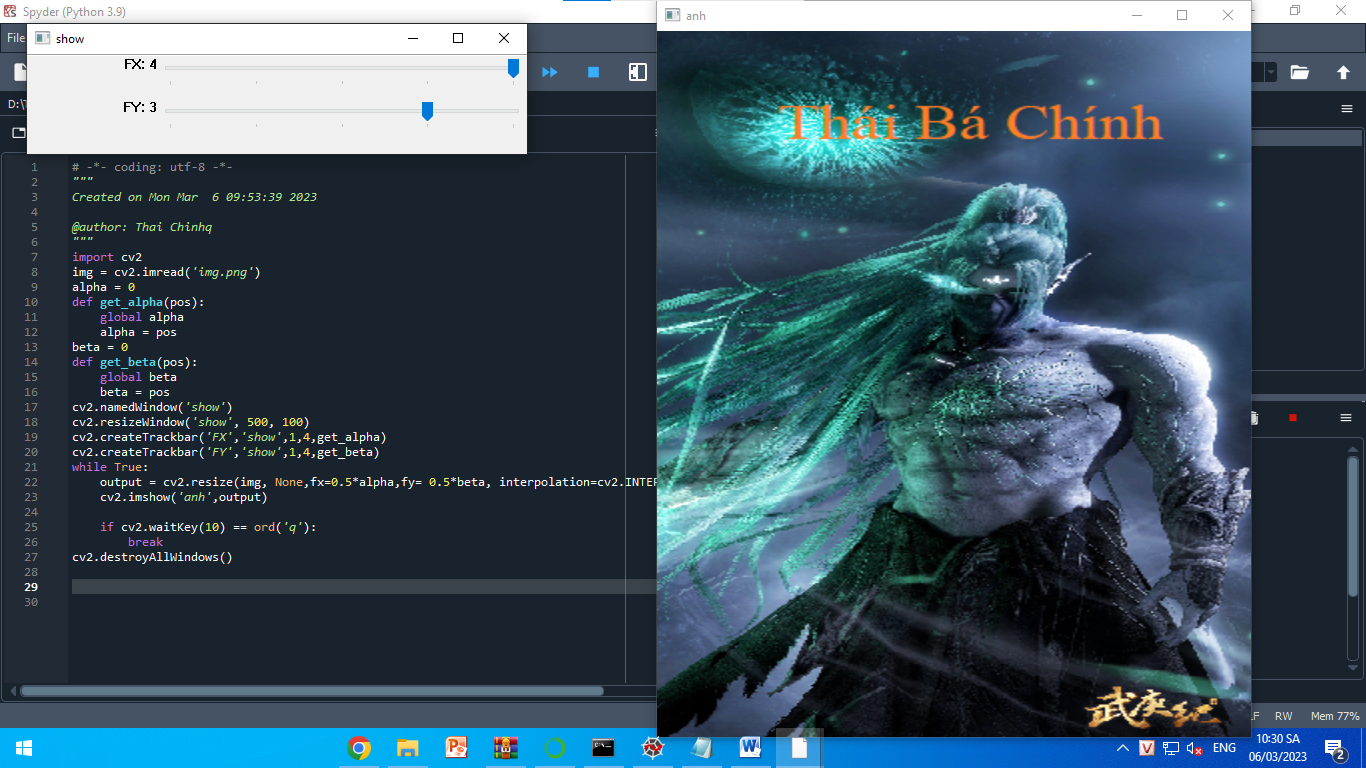 Spyder (Python 3.9)
File
show
FX: 4
FY: 3
anh
Thái Bá Chính
武庚纪
D:\
1 # -*- coding: utf-8 -*-
2 """
3 Created on Mon Mar  6 09:53:39 2023
4
5 @author: Thai Chinhq
6 """
7 import cv2
8 img = cv2.imread('img.png')
9 alpha = 0
10 def get_alpha(pos):
11     global alpha
12     alpha = pos
13 beta = 0
14 def get_beta(pos):
15     global beta
16     beta = pos
17 cv2.namedWindow('show')
18 cv2.resizeWindow('show', 500, 100)
19 cv2.createTrackbar('FX','show',1,4,get_alpha)
20 cv2.createTrackbar('FY','show',1,4,get_beta)
21 while True:
22     output = cv2.resize(img, None,fx=0.5*alpha,fy= 0.5*beta, interpolation=cv2.INTER
23     cv2.imshow('anh',output)
24
25     if cv2.waitKey(10) == ord('q'):
26         break
27 cv2.destroyAllWindows()
28
29
30
LF RW Mem 77%
ENG
10:30 SA
06/03/2023
2